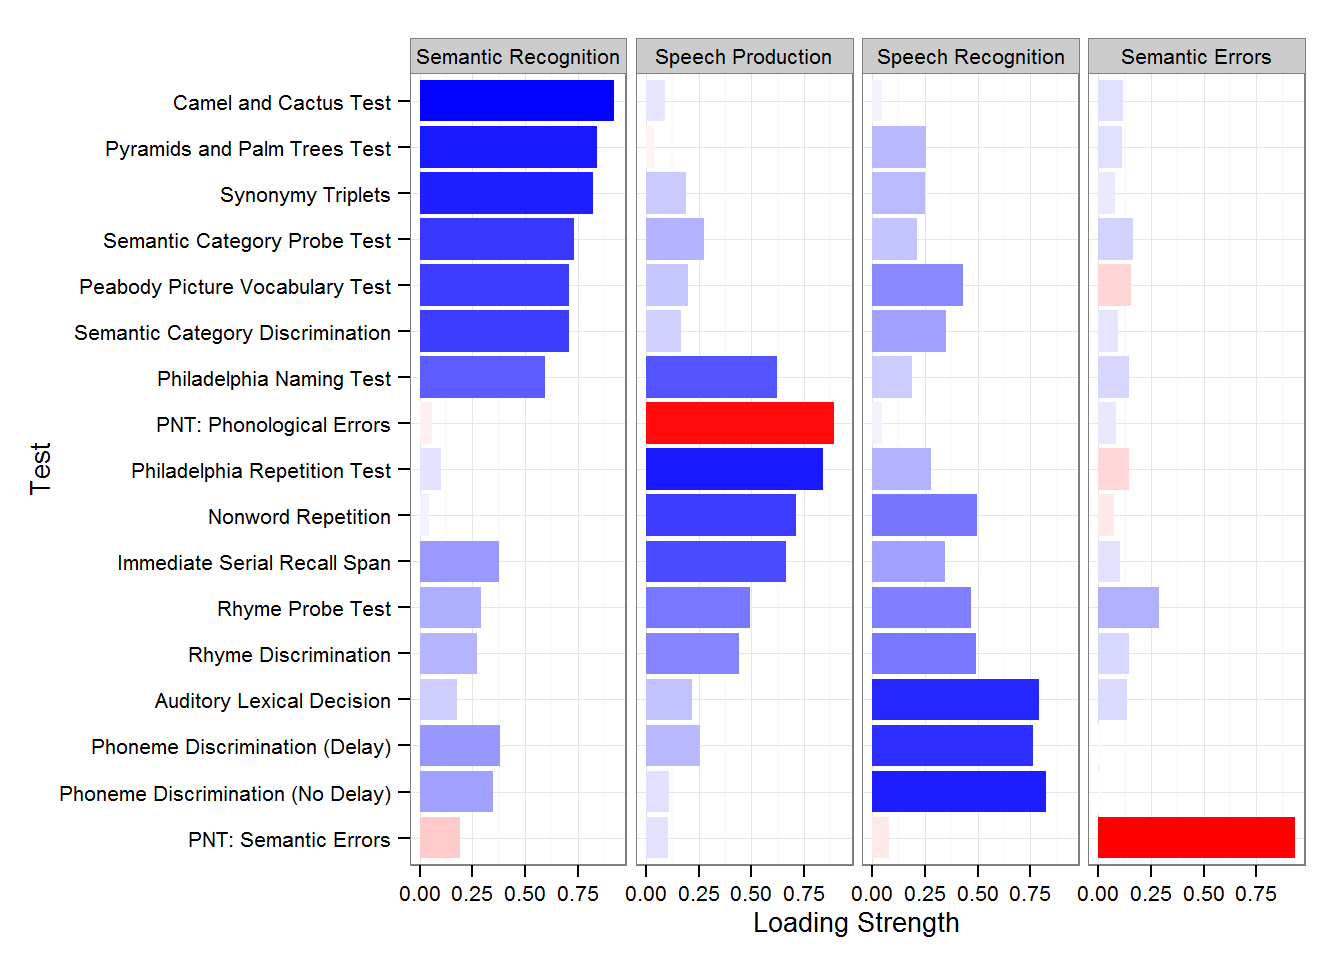 Semantic Recognition Speech Production Speech Recognition Semantic Errors
Camel and Cactus Test
Pyramids and Palm Trees Test
Synonymy Triplets
Semantic Category Probe Test
Peabody Picture Vocabulary Test
Semantic Category Discrimination
Philadelphia Naming Test
PNT: Phonological Errors
Philadelphia Repetition Test
Nonword Repetition
Immediate Serial Recall Span
Rhyme Probe Test
Rhyme Discrimination
Auditory Lexical Decision
Phoneme Discrimination (Delay)
Phoneme Discrimination (No Delay)
PNT: Semantic Errors
Test
0.00 0.25 0.50 0.75 0.00 0.25 0.50 0.75 0.00 0.25 0.50 0.75 0.00 0.25 0.50 0.75
Loading Strength